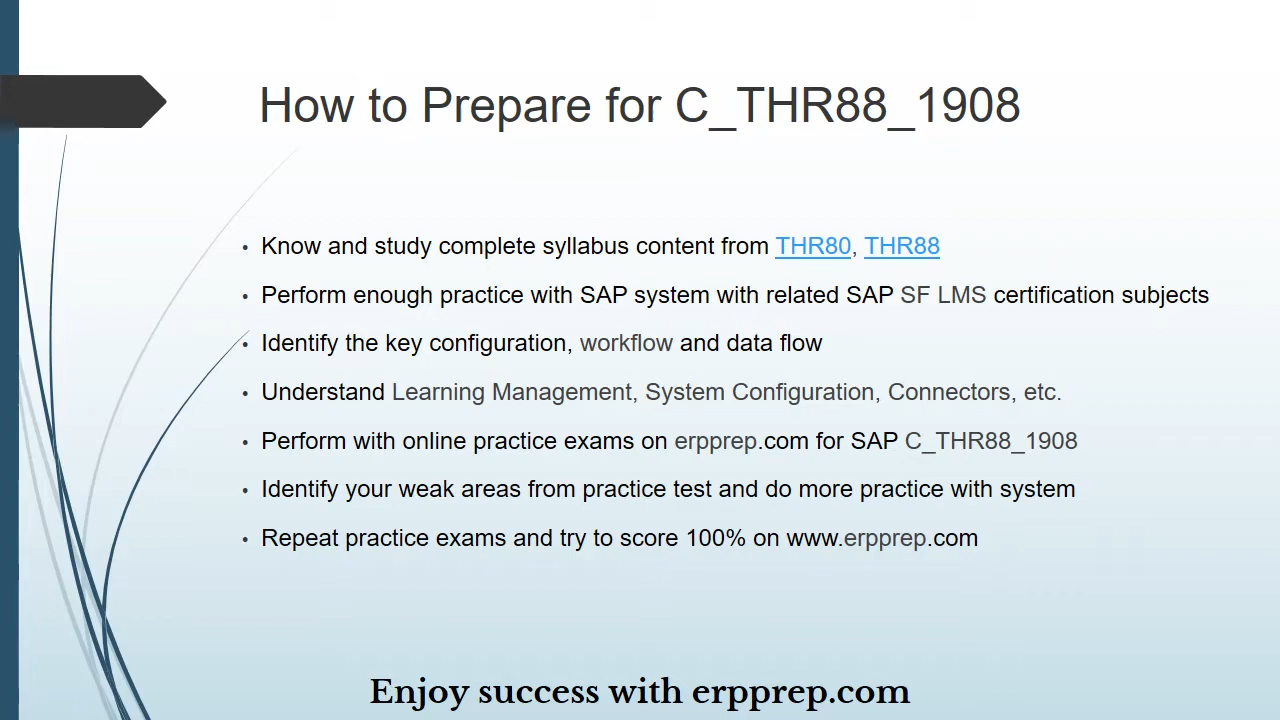 How to Prepare for C_THR88_1908
• Know and study complete syllabus content from THR80, THR88
• Perform enough practice with SAP system with related SAP SF LMS certification subjects
• Identify the key configuration, workflow and data flow
• Understand Learning Management, System Configuration, Connectors, etc.
• Perform with online practice exams on erpprep.com for SAP C_THR88_1908
• Identify your weak areas from practice test and do more practice with system
• Repeat practice exams and try to score 100% on www.erpprep.com
Enjoy success with erpprep.com